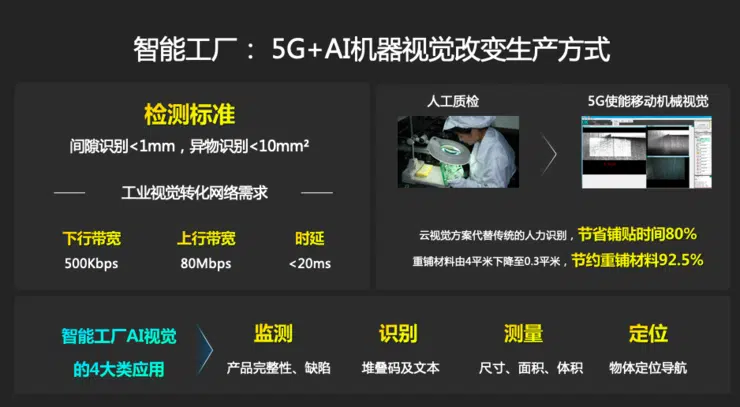 智能工厂： 5G+AI机器视觉改变生产方式
检测标准
间隙识别<1mm，异物识别<10mm²
工业视觉转化网络需求
下行带宽
上行带宽
时延
500Kbps
80Mbps
<20ms
人工质检
5G使能移动机械视觉
云视觉方案代替传统的人力识别，节省铺贴时间80%
重铺材料由4平米下降至0.3平米，节约重铺材料92.5%
智能工厂AI视觉
的4大类应用
监测
识别
测量
定位
产品完整性、缺陷
堆叠码及文本
尺寸、面积、体积
物体定位导航